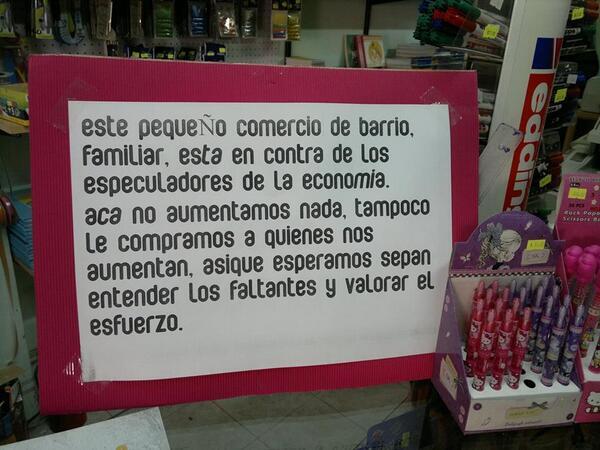 este pequeÑo comercio de barrio,
familiar, esta en contra de los
especuladores de la economia.
aca no aumentamos nada, tampoco
le compramos a quienes nos
aumentan, asique esperamos sepan
entender los faltantes y valorar el
esfuerzo.
edding